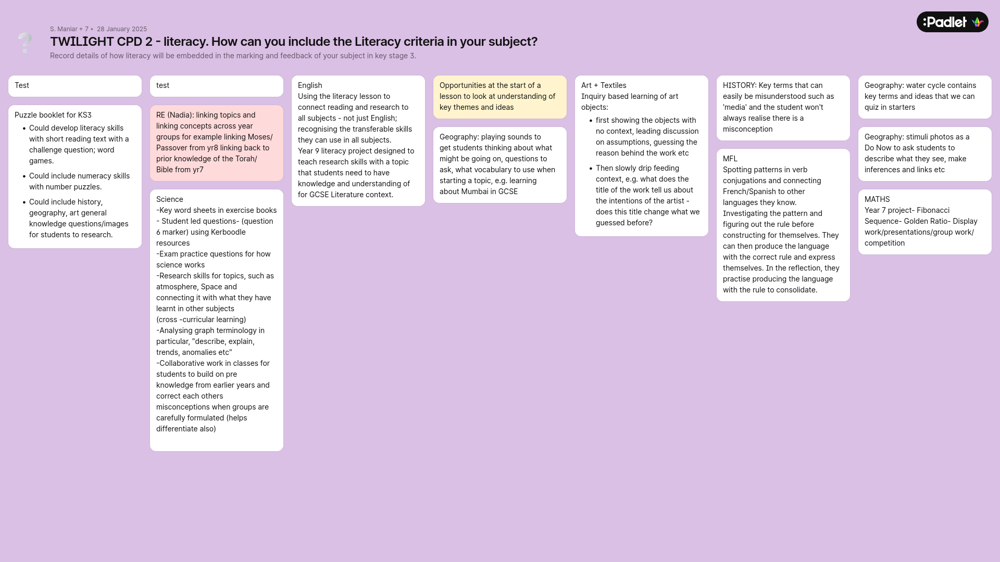 S. Maniar + 7 • 28 January 2025
TWILIGHT CPD 2 - literacy. How can you include the Literacy criteria in your subject?
Record details of how literacy will be embedded in the marking and feedback of your subject in key stage 3.
:Padlet
Test
Puzzle booklet for KS3
• Could develop literacy skills
with short reading text with a
challenge question; word
games.
• Could include numeracy skills
with number puzzles.
• Could include history,
geography, art general
knowledge questions/images
for students to research.
test
RE (Nadia): linking topics and
linking concepts across year
groups for example linking Moses/
Passover from yr8 linking back to
prior knowledge of the Torah/
Bible from yr7
Science
-Key word sheets in exercise books
- Student led questions- (question
6 marker) using Kerboodle
resources
-Exam practice questions for how
science works
-Research skills for topics, such as
atmosphere, Space and
connecting it with what they have
learnt in other subjects
(cross -curricular learning)
-Analysing graph terminology in
particular, "describe, explain,
trends, anomalies etc"
-Collaborative work in classes for
students to build on pre
knowledge from earlier years and
correct each others
misconceptions when groups are
carefully formulated (helps
differentiate also)
English
Using the literacy lesson to
connect reading and research to
all subjects - not just English;
recognising the transferable skills
they can use in all subjects.
Year 9 literacy project designed to
teach research skills with a topic
that students need to have
knowledge and understanding of
for GCSE Literature context.
Opportunities at the start of a
lesson to look at understanding of
key themes and ideas
Geography: playing sounds to
get students thinking about what
might be going on, questions to
ask, what vocabulary to use when
starting a topic, e.g. learning
about Mumbai in GCSE
Art + Textiles
Inquiry based learning of art
objects:
• first showing the objects with
no context, leading discussion
on assumptions, guessing the
reason behind the work etc
• Then slowly drip feeding
context, e.g. what does the
title of the work tell us about
the intentions of the artist -
does this title change what we
guessed before?
HISTORY: Key terms that can
easily be misunderstood such as
'media' and the student won't
always realise there is a
misconception
MFL
Spotting patterns in verb
conjugations and connecting
French/Spanish to other
languages they know.
Investigating the pattern and
figuring out the rule before
constructing for themselves. They
can then produce the language
with the correct rule and express
themselves. In the reflection, they
practise producing the language
with the rule to consolidate.
Geography: water cycle contains
key terms and ideas that we can
quiz in starters
Geography: stimuli photos as a
Do Now to ask students to
describe what they see, make
inferences and links etc
MATHS
Year 7 project- Fibonacci
Sequence- Golden Ratio- Display
work/presentations/group work/
competition